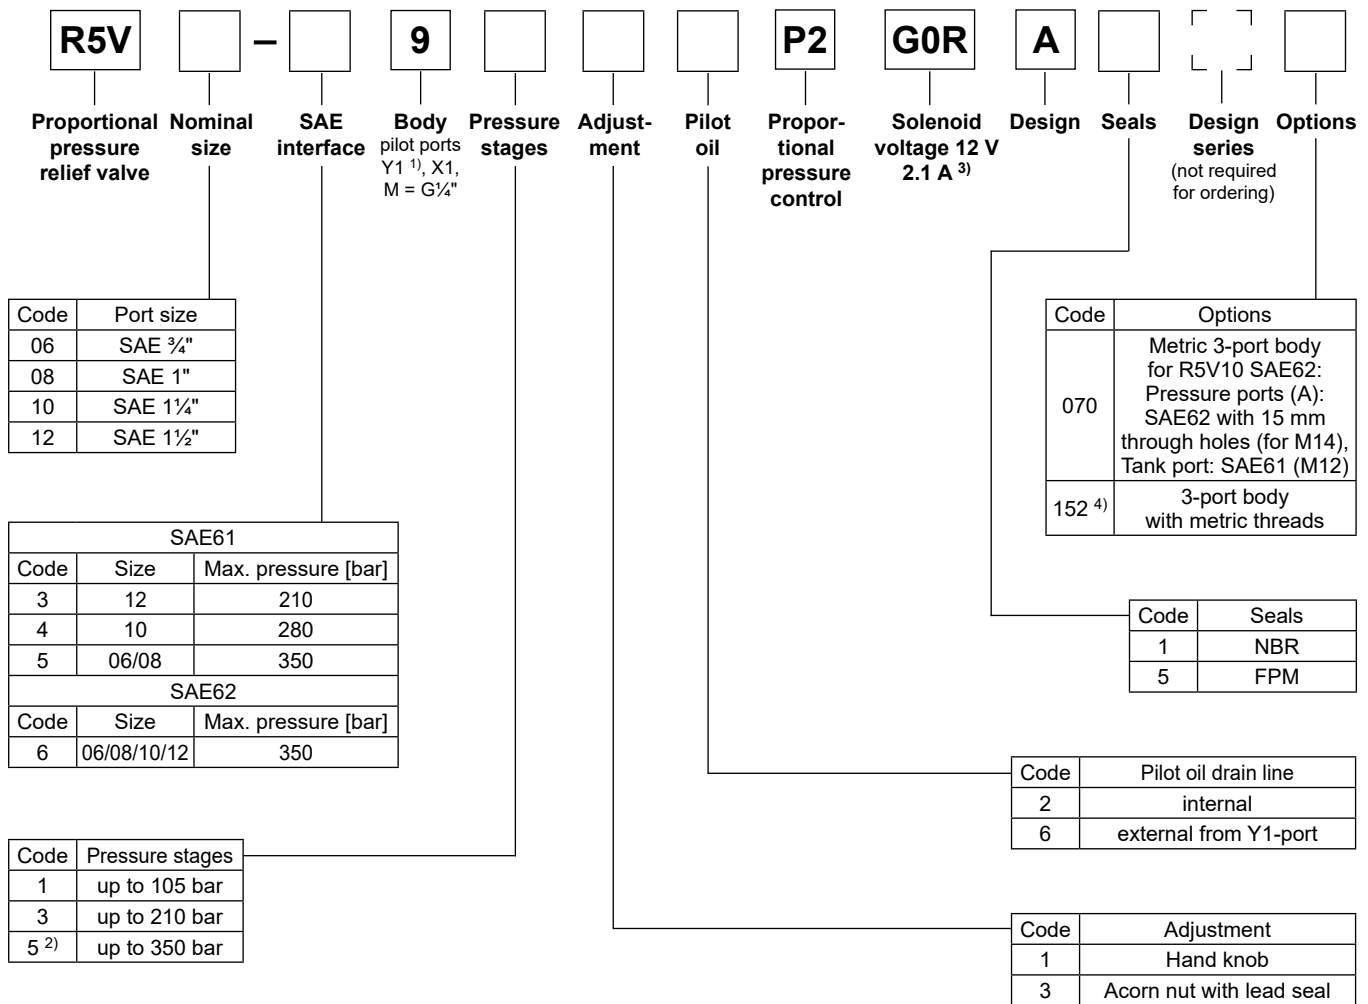 R5V – 9 P2 G0R A
Proportional
pressure
relief valve
Nominal
size
SAE
interface
Body
pilot ports
Y1 1), X1,
M = G¼"
Pressure
stages
Adjust-
ment
Pilot
oil
Propor-
tional
pressure
control
Solenoid
voltage 12 V
2.1 A 3)
Design
Seals
Design
series
(not required
for ordering)
Options
Code Port size
06 SAE ¾"
08 SAE 1"
10 SAE 1¼"
12 SAE 1½"
SAE61
Code Size Max. pressure [bar]
3 12 210
4 10 280
5 06/08 350
SAE62
Code Size Max. pressure [bar]
6 06/08/10/12 350
Code Pressure stages
1 up to 105 bar
3 up to 210 bar
5 2) up to 350 bar
Code Options
070
Metric 3-port body
for R5V10 SAE62:
Pressure ports (A):
SAE62 with 15 mm
through holes (for M14),
Tank port: SAE61 (M12)
152 4)
3-port body
with metric threads
Code Seals
1 NBR
5 FPM
Code Pilot oil drain line
2 internal
6 external from Y1-port
Code Adjustment
1 Hand knob
3 Acorn nut with lead seal